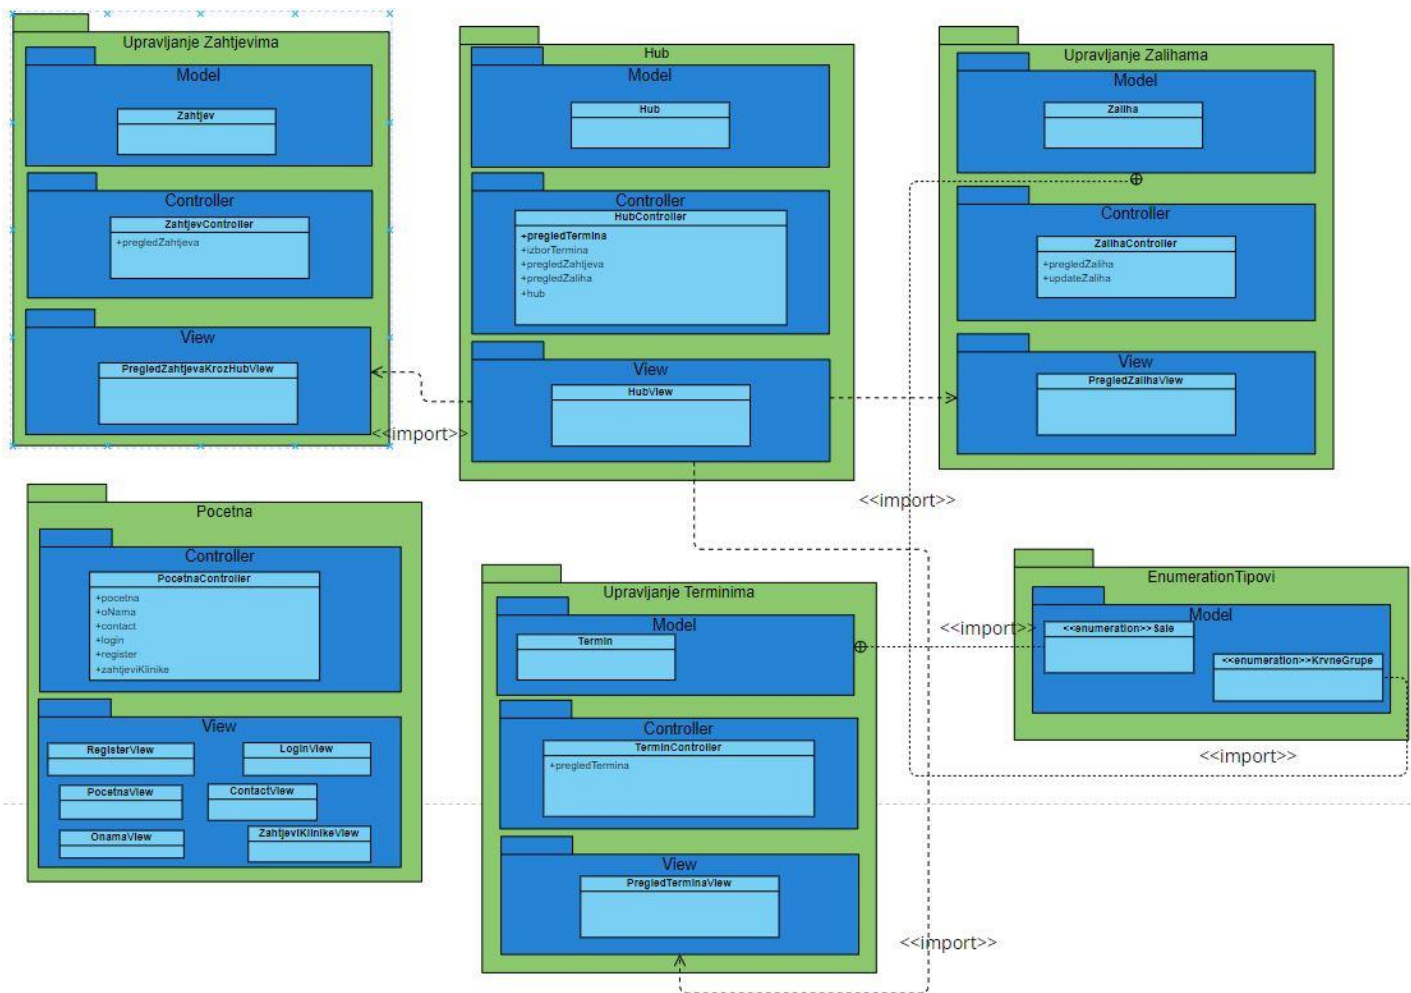 Upravljanje Zahtjevima
Model
Zahtjev
Controller
ZahtjevController
+pregledZahtjeva
View
PregledZahtjevaKrozHubView
<<import>>
Hub
Model
Hub
Controller
HubController
+pregledTermina
+izborTermina
+pregledZahtjeva
+pregledZaliha
+hub
View
HubView
<<import>>
Upravljanje Zalihama
Model
Zaliha
Controller
ZalihaController
+pregledZaliha
+updateZaliha
View
PregledZalihaView
Pocetna
Controller
PocetnaController
+pocetna
+oNama
+contact
+login
+register
+zahtjeviKlinike
View
RegisterView
LoginView
PocetnaView
ContactView
OnamaView
ZahtjeviKlinikeView
Upravljanje Terminima
Model
Termin
Controller
TerminController
+pregledTermina
View
PregledTerminaView
<<import>>
<<import>>
EnumerationTipovi
Model
<<enumeration>>Sale
<<enumeration>>KrvneGrupe
<<import>>